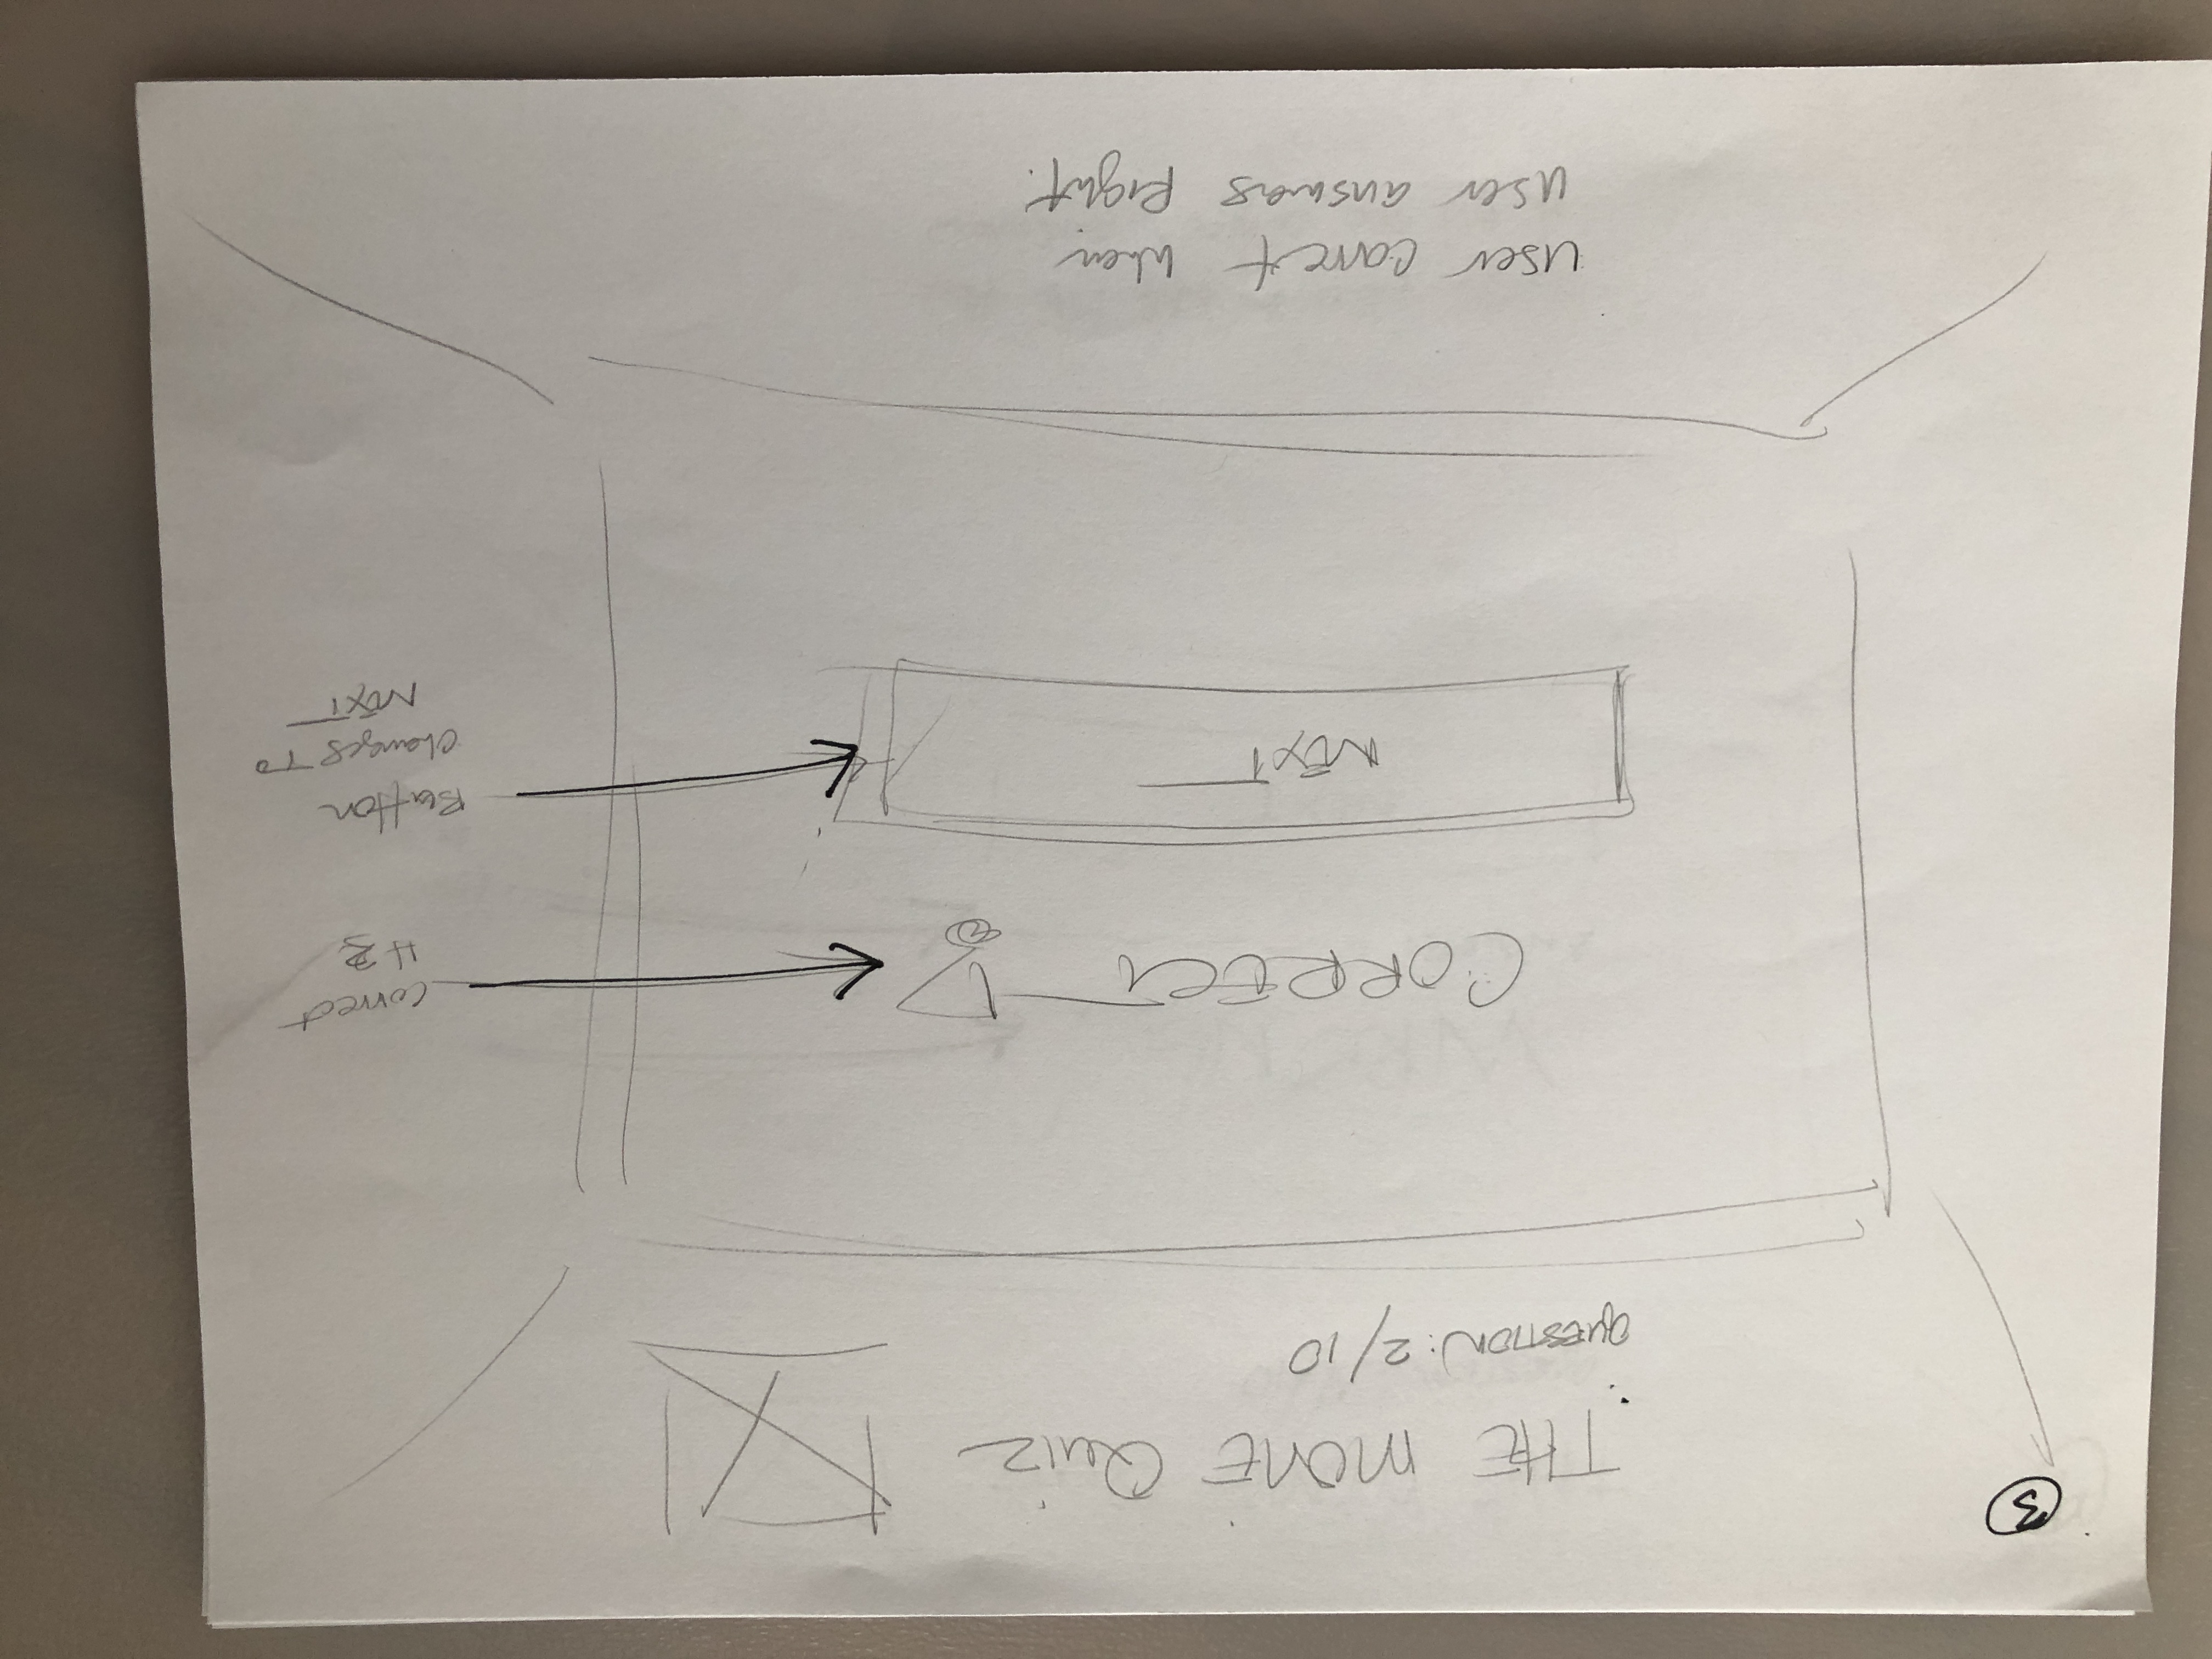 3
THE MONE Quiz
QUESTION: 2/10
CORRECT!
correct
H2
NEXT
Button
changes TO
NEXT
user correct when
user answers Right.